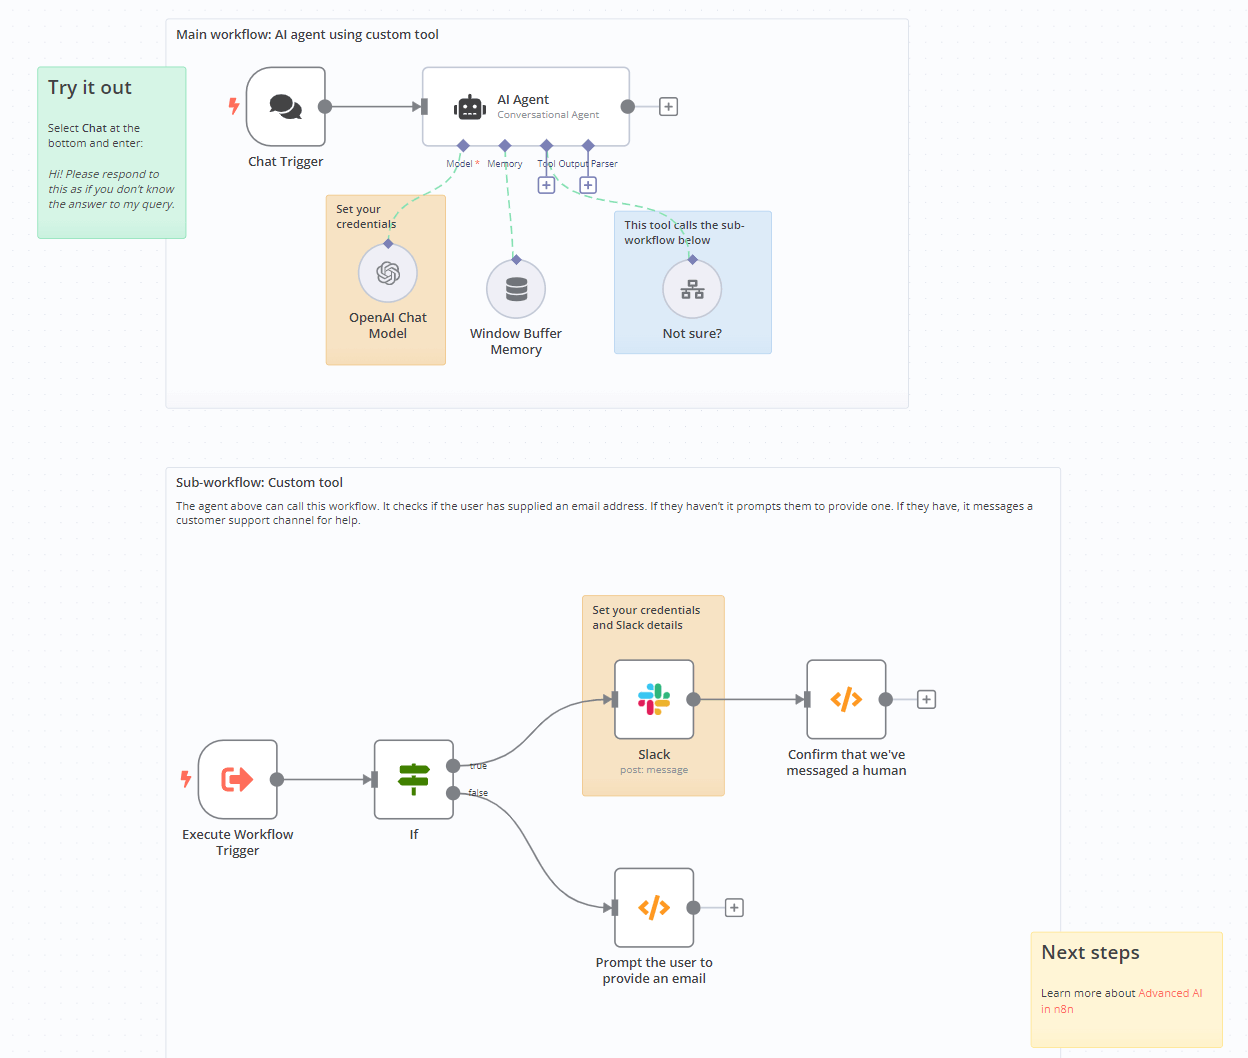 Main workflow: AI agent using custom tool
Try it out
Select Chat at the
bottom and enter:
Hi! Please respond to
this as if you don't know
the answer to my query.
Chat Trigger
AI Agent
Conversational Agent
Model *
Memory
Tool
Output Parser
Set your
credentials
OpenAI Chat
Model
Window Buffer
Memory
This tool calls the sub-
workflow below
Not sure?
Sub-workflow: Custom tool
The agent above can call this workflow. It checks if the user has supplied an email address. If they haven't it prompts them to provide one. If they have, it messages a
customer support channel for help.
Set your credentials
and Slack details
Slack
post: message
Confirm that we've
messaged a human
Execute Workflow
Trigger
If
true
false
Prompt the user to
provide an email
Next steps
Learn more about Advanced AI
in n8n